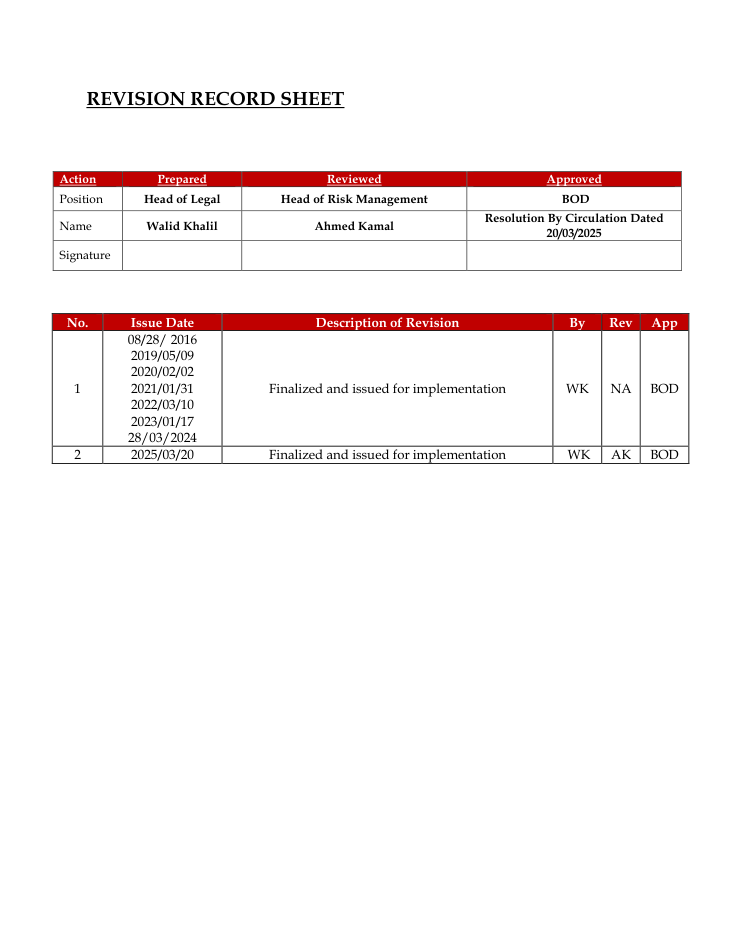 REVISION RECORD SHEET
Action Prepared Reviewed Approved
Position Head of Legal Head of Risk Management BOD
Name Walid Khalil Ahmed Kamal Resolution By Circulation Dated
20/03/2025
Signature
No. Issue Date Description of Revision By Rev App
08/28/ 2016
2019/05/09
2020/02/02
1 2021/01/31 Finalized and issued for implementation WK NA BOD
2022/03/10
2023/01/17
28/03/2024
2 2025/03/20 Finalized and issued for implementation WK AK BOD